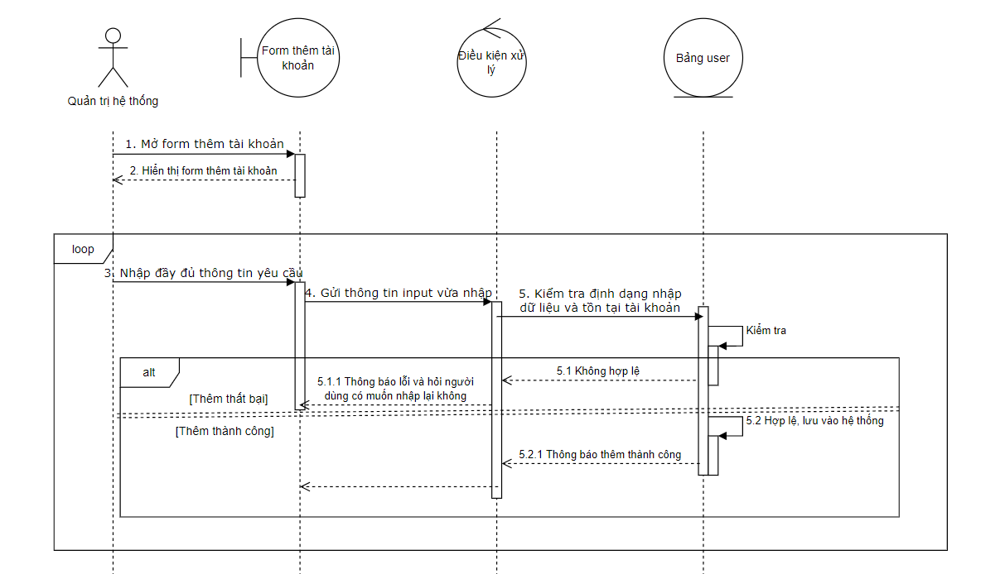 Form thêm tài
khoản
Điều kiện xử
lý
Bảng user
Quản trị hệ thống
1. Mở form thêm tài khoản
2. Hiển thị form thêm tài khoản
loop
3. Nhập đầy đủ thông tin yêu cầu
4. Gửi thông tin input vừa nhập
5. Kiểm tra định dạng nhập
dữ liệu và tồn tại tài khoản
Kiểm tra
alt
5.1 Không hợp lệ
5.1.1 Thông báo lỗi và hỏi người
dùng có muốn nhập lại không
[Thêm thất bại]
5.2 Hợp lệ, lưu vào hệ thống
[Thêm thành công]
5.2.1 Thông báo thêm thành công